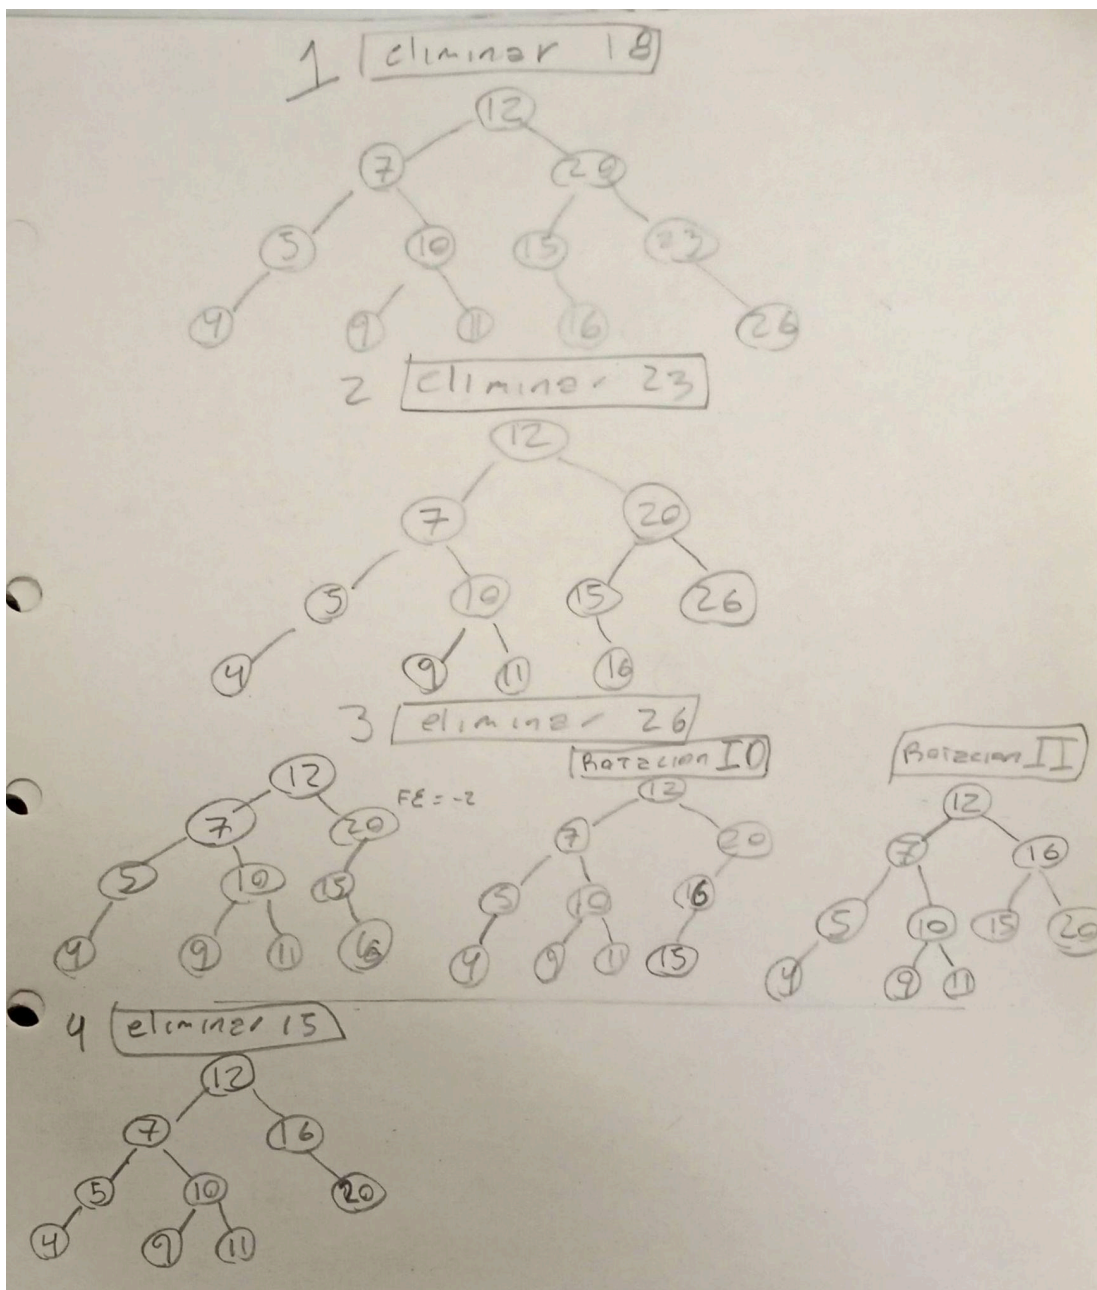 1 eliminar 18
12
7 20
5 10 15 23
4 9 11 16 26
2 eliminar 23
12
7 20
5 10 15 26
4 9 11 16
3 eliminar 26
12 FE = -2
7 20
5 10 15
4 9 11 16
Rotacion ID
12
7 20
5 10 16
4 9 11 15
Rotacion II
12
7 16
5 10 15 20
4 9 11
4 eliminar 15
12
7 16
5 10 20
4 9 11